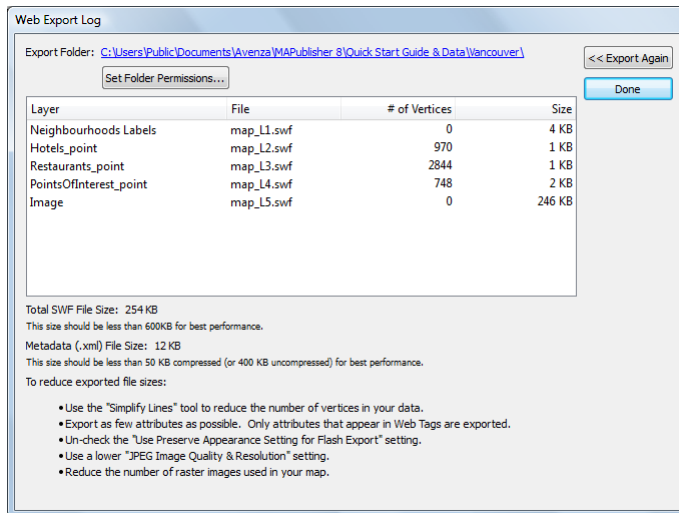 Web Export Log
Export Folder: C:\Users\Public\Documents\Avenza\MAPublisher 8\Quick Start Guide & Data\Vancouver\
<< Export Again
Set Folder Permissions...
Done
Layer File # of Vertices Size
Neighbourhoods Labels map_L1.swf 0 4 KB
Hotels_point map_L2.swf 970 1 KB
Restaurants_point map_L3.swf 2844 1 KB
PointsOfInterest_point map_L4.swf 748 2 KB
Image map_L5.swf 0 246 KB
Total SWF File Size: 254 KB
This size should be less than 600KB for best performance.
Metadata (.xml) File Size: 12 KB
This size should be less than 50 KB compressed (or 400 KB uncompressed) for best performance.
To reduce exported file sizes:
• Use the "Simplify Lines" tool to reduce the number of vertices in your data.
• Export as few attributes as possible. Only attributes that appear in Web Tags are exported.
• Un-check the "Use Preserve Appearance Setting for Flash Export" setting.
• Use a lower "JPEG Image Quality & Resolution" setting.
• Reduce the number of raster images used in your map.